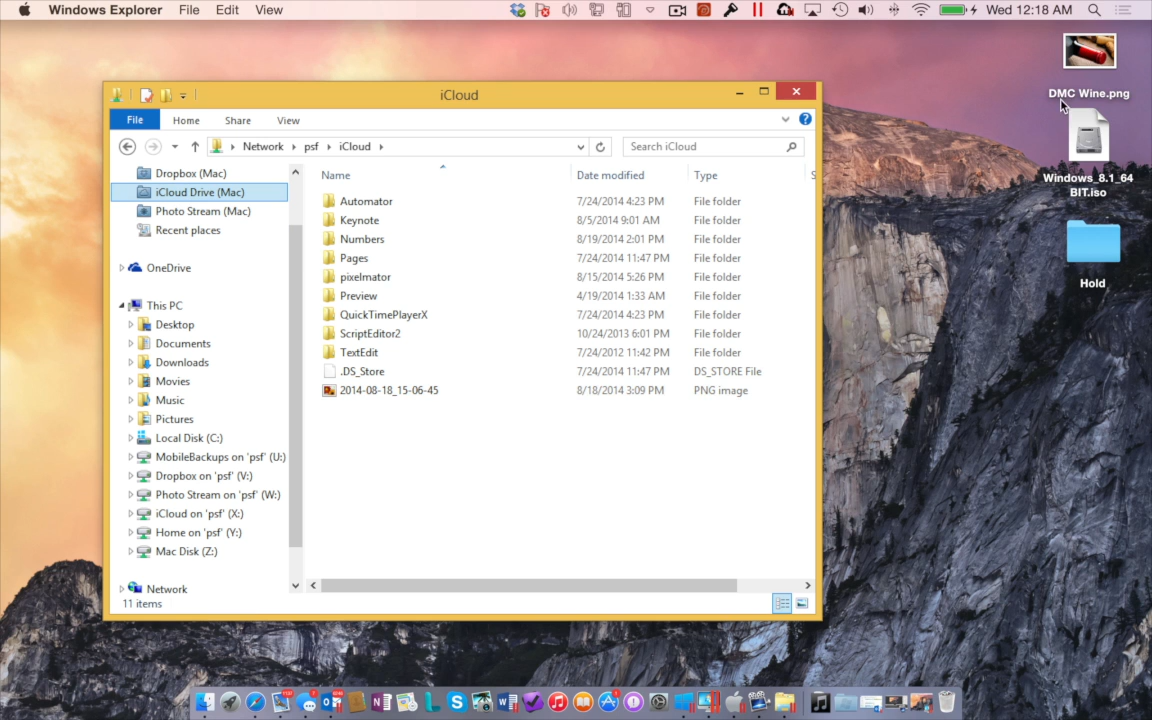 Windows Explorer File Edit View Wed 12:18 AM
DMC Wine.png
Windows_8.1_64
BIT.iso
Hold
iCloud
File Home Share View
Network psf iCloud Search iCloud
Dropbox (Mac)
iCloud Drive (Mac)
Photo Stream (Mac)
Recent places
OneDrive
This PC
Desktop
Documents
Downloads
Movies
Music
Pictures
Local Disk (C:)
MobileBackups on 'psf' (U:)
Dropbox on 'psf' (V:)
Photo Stream on 'psf' (W:)
iCloud on 'psf' (X:)
Home on 'psf' (Y:)
Mac Disk (Z:)
Network
Name Date modified Type S
Automator 7/24/2014 4:23 PM File folder
Keynote 8/5/2014 9:01 AM File folder
Numbers 8/19/2014 2:01 PM File folder
Pages 7/24/2014 11:47 PM File folder
pixelmator 8/15/2014 5:26 PM File folder
Preview 4/19/2014 1:33 AM File folder
QuickTimePlayerX 7/24/2014 4:23 PM File folder
ScriptEditor2 10/24/2013 6:01 PM File folder
TextEdit 7/24/2012 11:42 PM File folder
.DS_Store 7/24/2014 11:47 PM DS_STORE File
2014-08-18_15-06-45 8/18/2014 3:09 PM PNG image
11 items